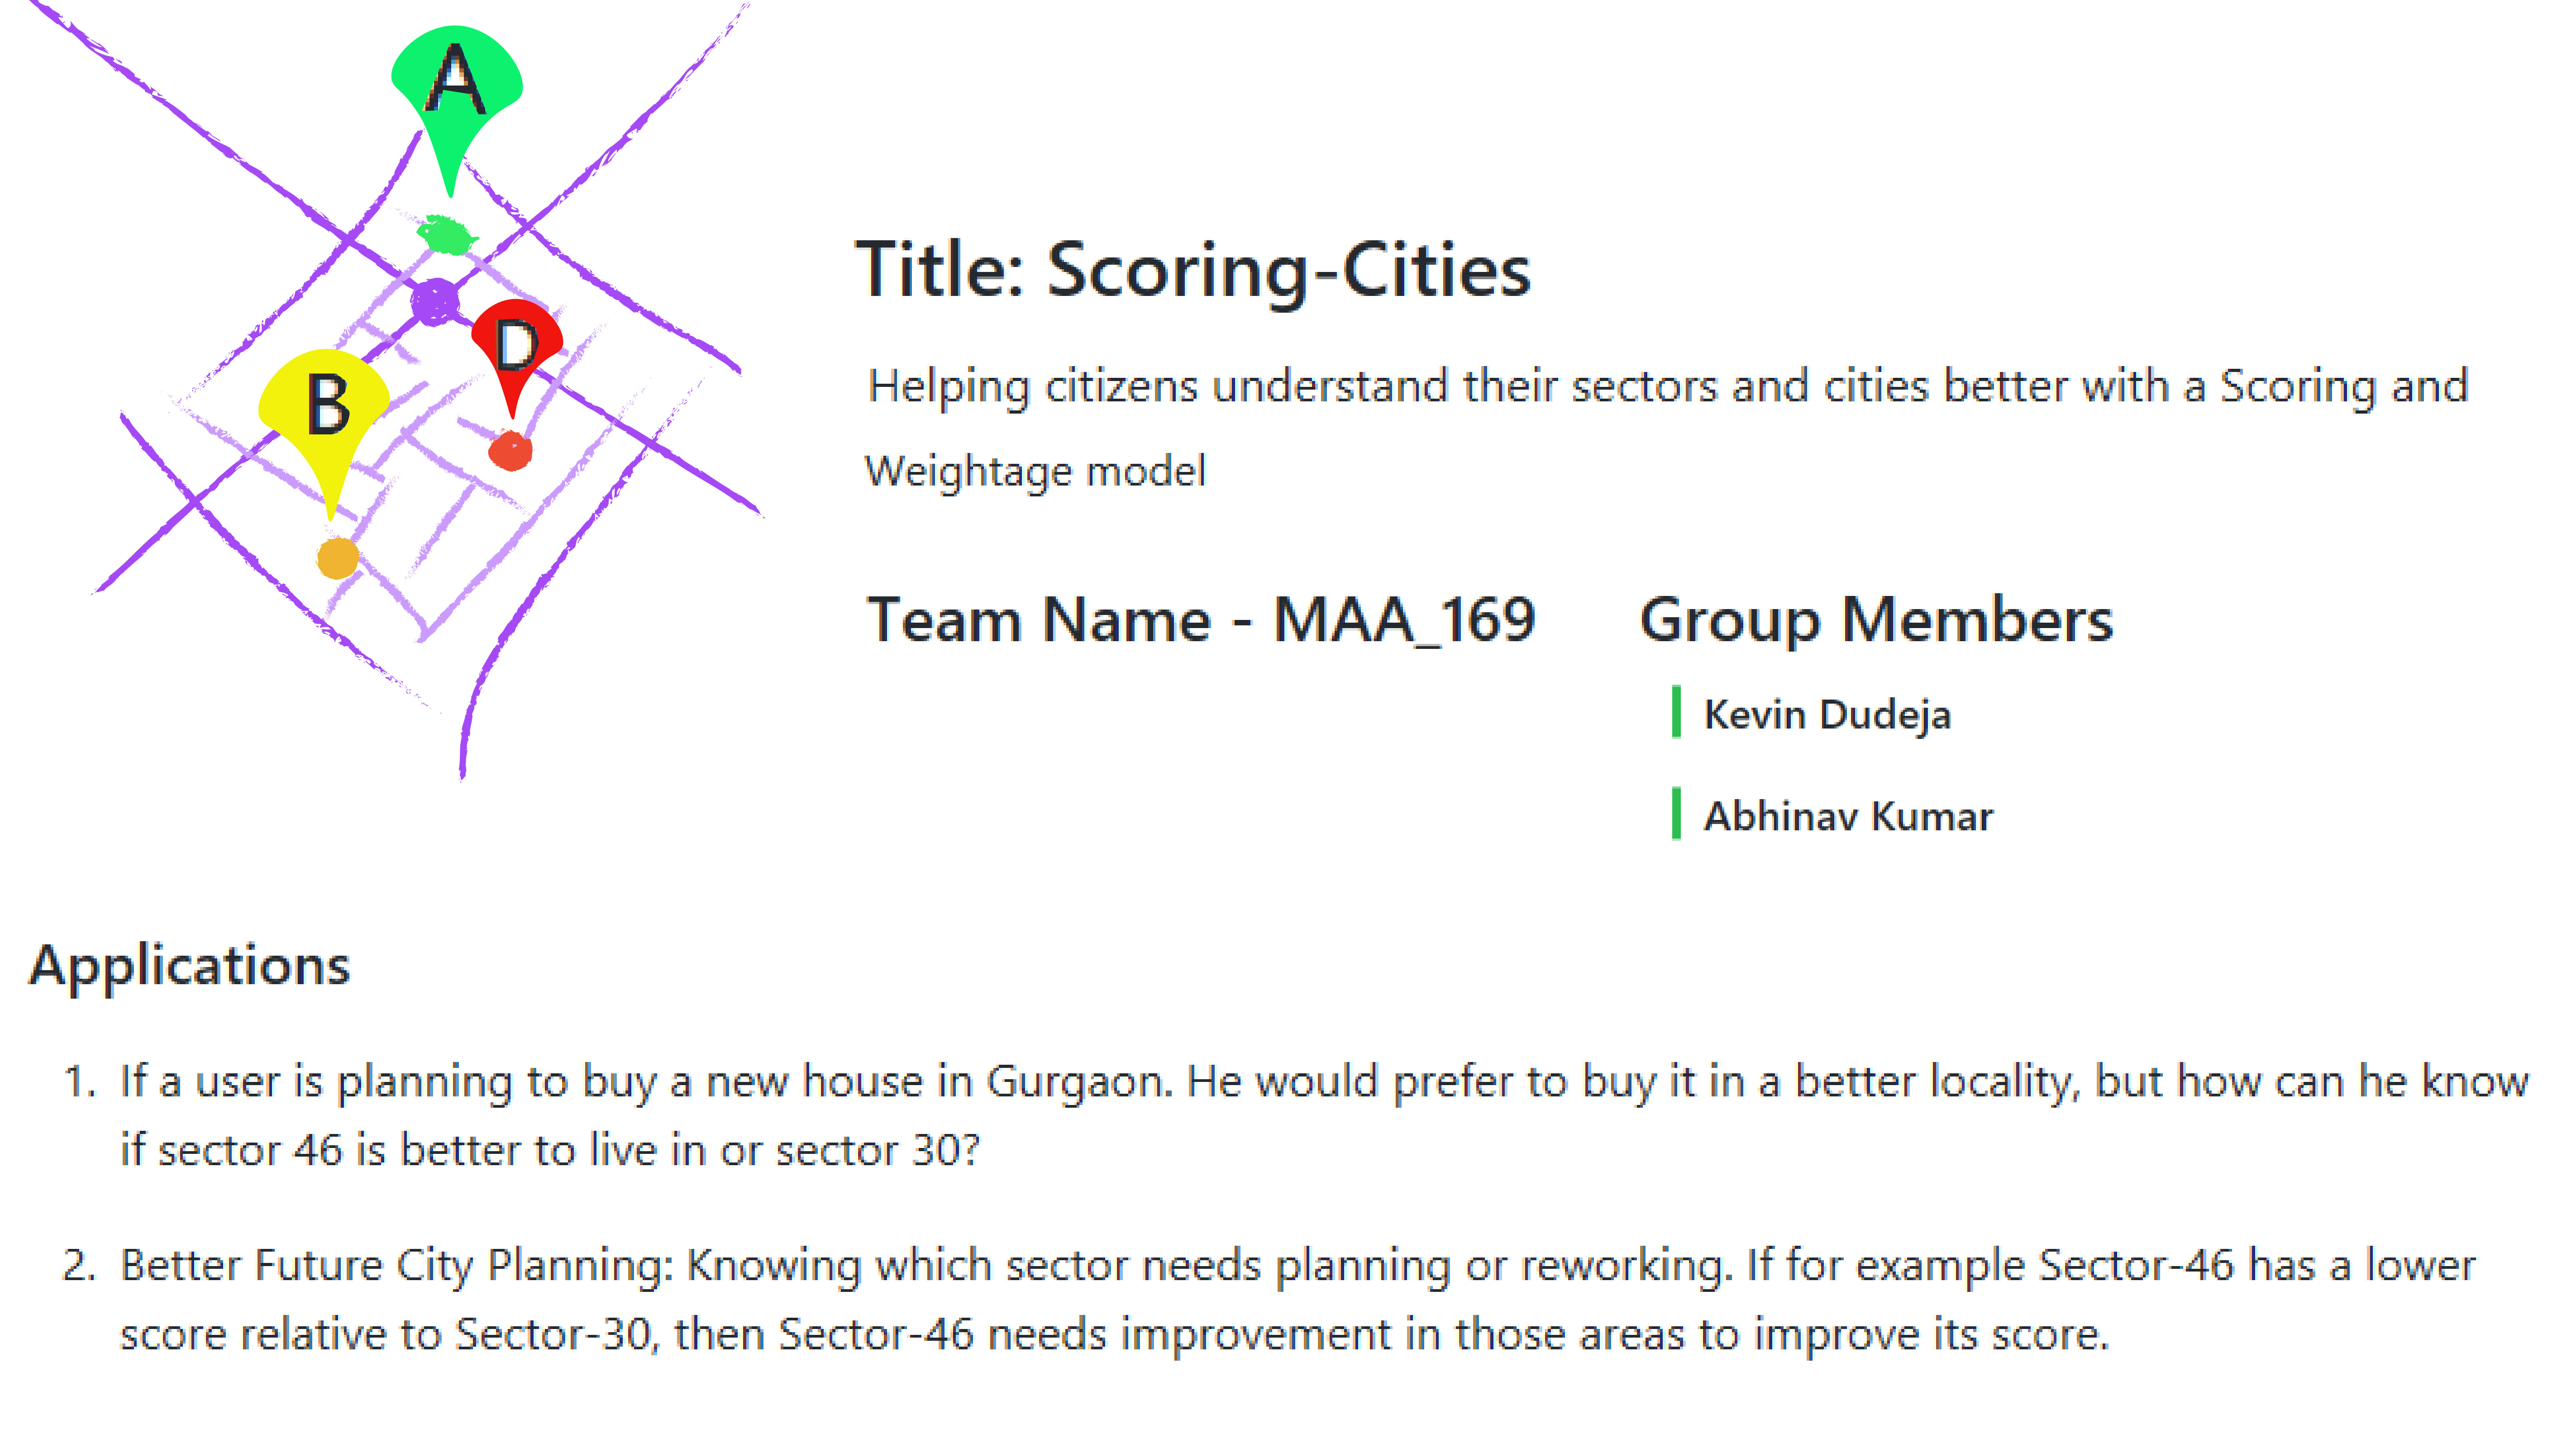 A
D
B
Title: Scoring-Cities
Helping citizens understand their sectors and cities better with a Scoring and
Weightage model
Team Name - MAA_169
Group Members
Kevin Dudeja
Abhinav Kumar
Applications
1. If a user is planning to buy a new house in Gurgaon. He would prefer to buy it in a better locality, but how can he know
if sector 46 is better to live in or sector 30?
2. Better Future City Planning: Knowing which sector needs planning or reworking. If for example Sector-46 has a lower
score relative to Sector-30, then Sector-46 needs improvement in those areas to improve its score.